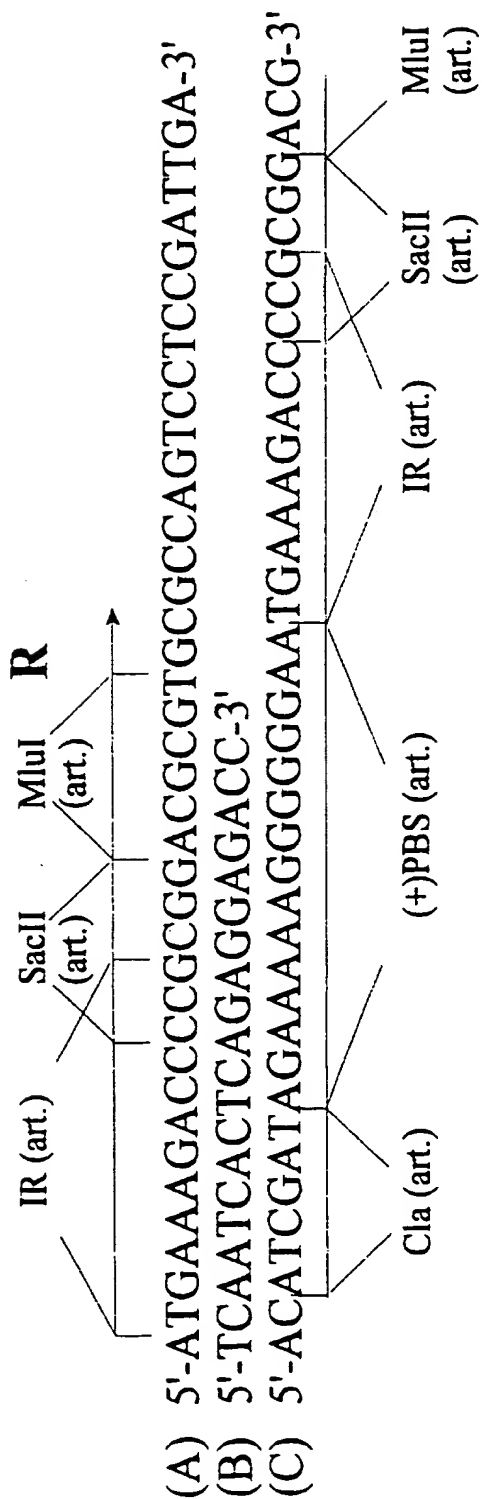 IR (art.) SacII MluI R
(art.) (art.)
(A) 5'-ATGAAAGACCCCGCGGACGCGTGCGCCAGTCCTCCGATTGA-3'
(B) 5'-TCAATCACTCAGAGGAGACC-3'
(C) 5'-ACATCGATAGAAAAAGGGGGGAATGAAAGACCCCGCGGACG-3'
Cla (art.) (+)PBS (art.) IR (art.) SacII MluI
(art.) (art.)